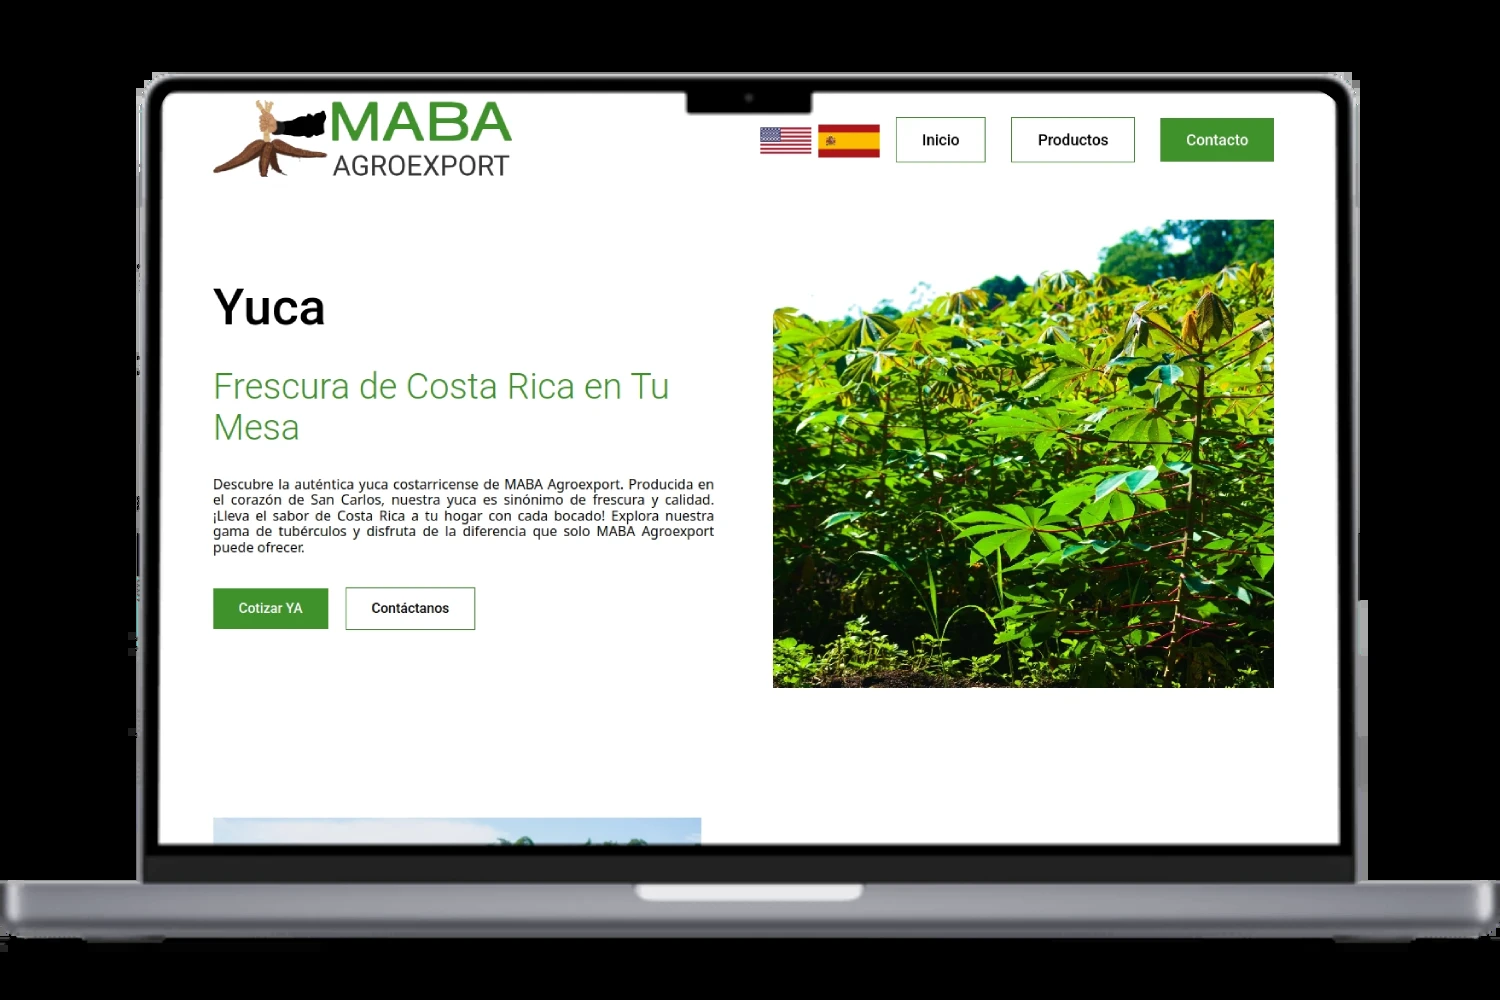 MABA
AGROEXPORT
Inicio
Productos
Contacto
Yuca
Frescura de Costa Rica en Tu
Mesa
Descubre la auténtica yuca costarricense de MABA Agroexport. Producida en
el corazón de San Carlos, nuestra yuca es sinónimo de frescura y calidad.
¡Lleva el sabor de Costa Rica a tu hogar con cada bocado! Explora nuestra
gama de tubérculos y disfruta de la diferencia que solo MABA Agroexport
puede ofrecer.
Cotizar YA
Contáctanos